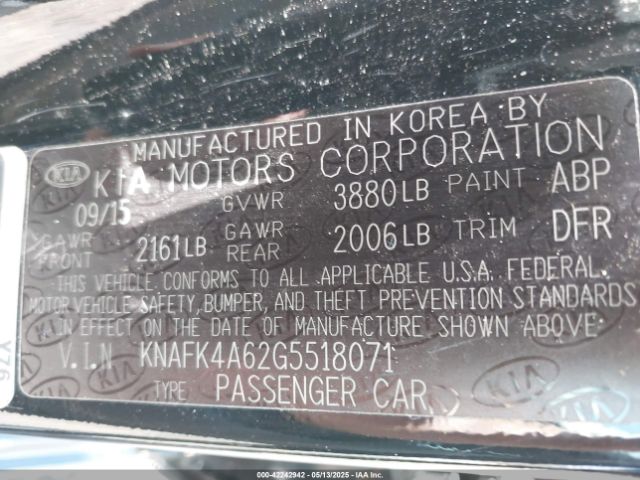 MANUFACTURED IN KOREA BY
KIA MOTORS CORPORATION
09/15 GVWR 3880LB PAINT ABP
GAWR FRONT 2161LB GAWR REAR 2006LB TRIM DFR
THIS VEHICLE CONFORMS TO ALL APPLICABLE U.S.A. FEDERAL
MOTOR VEHICLE SAFETY, BUMPER, AND THEFT PREVENTION STANDARDS
IN EFFECT ON THE DATE OF MANUFACTURE SHOWN ABOVE.
V.I.N KNAFK4A62G5518071
TYPE PASSENGER CAR
000-42242942 - 05/13/2025 - IAA Inc.